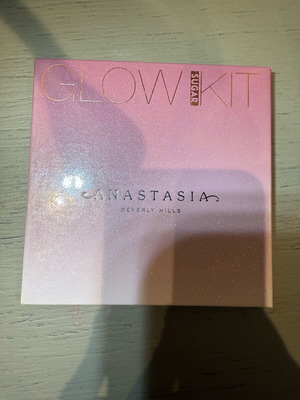 GLOW KIT
SUGAR
ANASTASIA
BEVERLY HILLS